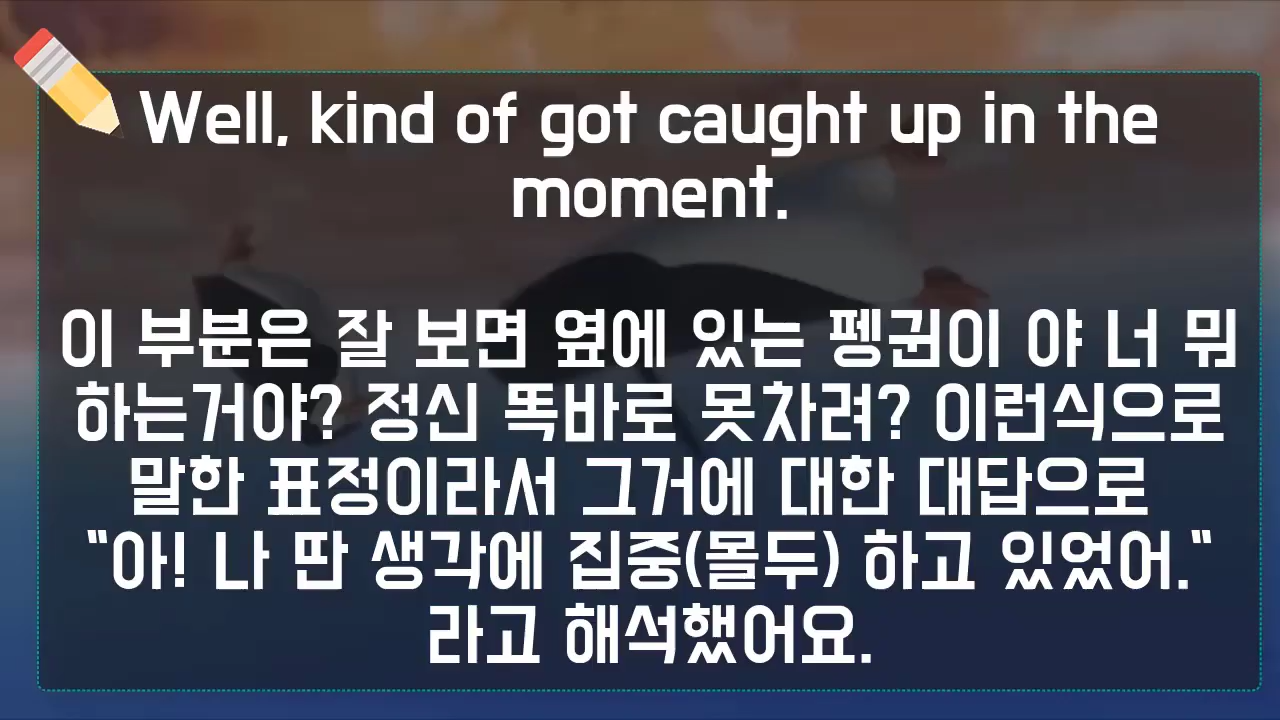 Well, kind of got caught up in the
moment.
이 부분은 잘 보면 옆에 있는 펭귄이 야 너 뭐
하는거야? 정신 똑바로 못차려? 이런식으로
말한 표정이라서 그거에 대한 대답으로
“아! 나 딴 생각에 집중(몰두) 하고 있었어.“
라고 해석했어요.